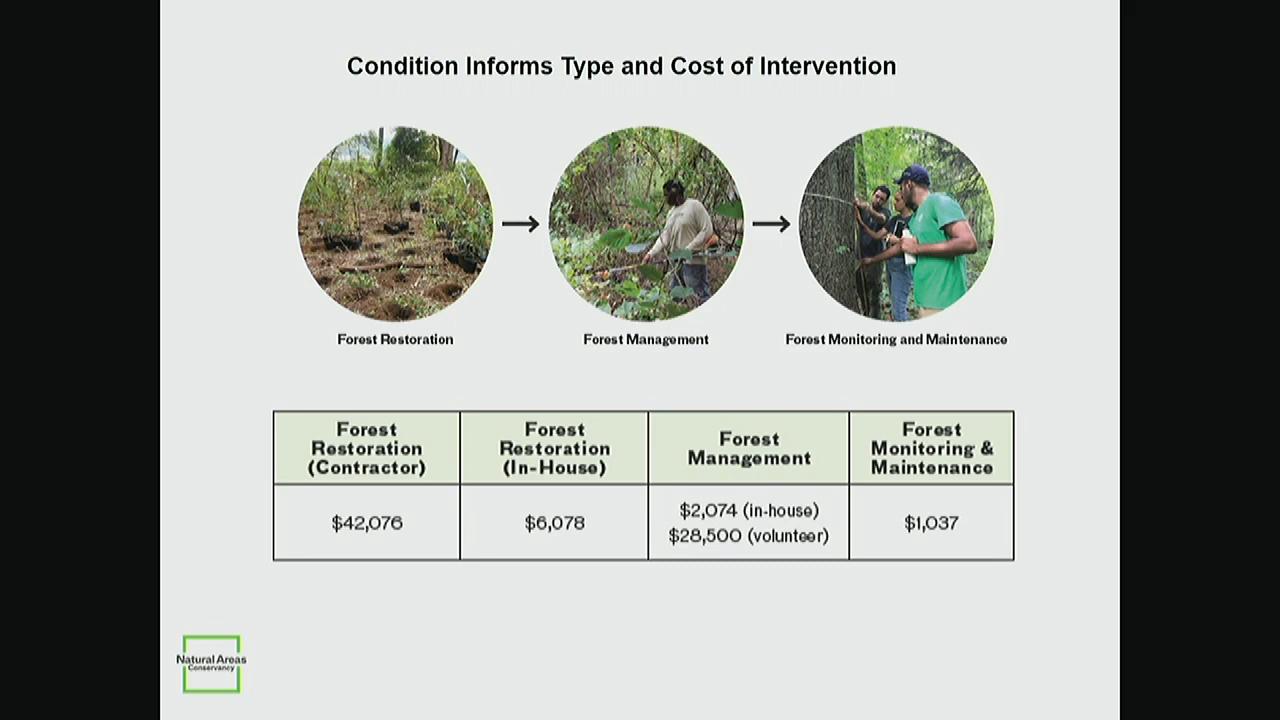 Condition Informs Type and Cost of Intervention
Forest Restoration
Forest Management
Forest Monitoring and Maintenance
Forest
Restoration
(Contractor)
Forest
Restoration
(In-House)
Forest
Management
Forest
Monitoring &
Maintenance
$42,076
$6,078
$2,074 (in-house)
$28,500 (volunteer)
$1,037
Natural Areas
Conservancy